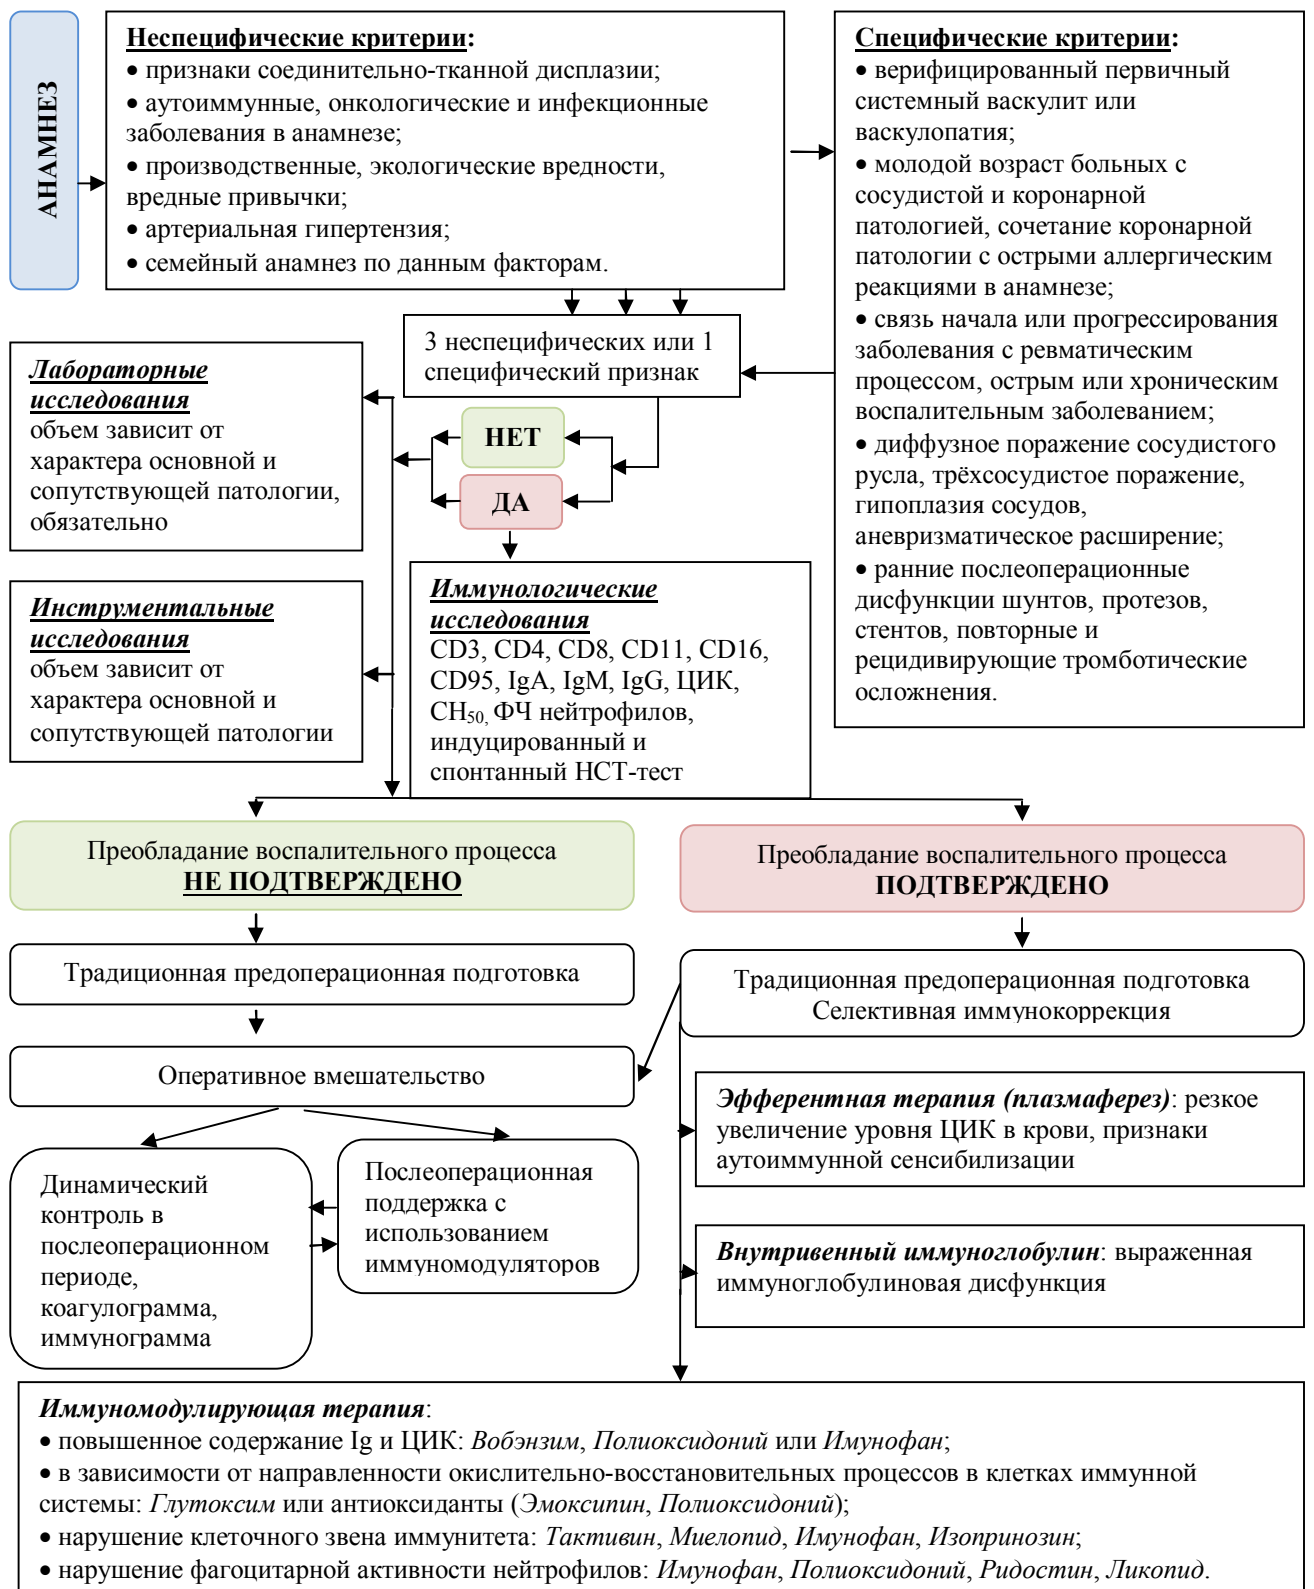 АНАМНЕЗ
Неспецифические критерии:
• признаки соединительно-тканной дисплазии;
• аутоиммунные, онкологические и инфекционные
заболевания в анамнезе;
• производственные, экологические вредности,
вредные привычки;
• артериальная гипертензия;
• семейный анамнез по данным факторам.
Специфические критерии:
• верифицированный первичный
системный васкулит или
васкулопатия;
• молодой возраст больных с
сосудистой и коронарной
патологией, сочетание коронарной
патологии с острыми аллергическим
реакциями в анамнезе;
• связь начала или прогрессирования
заболевания с ревматическим
процессом, острым или хроническим
воспалительным заболеванием;
• диффузное поражение сосудистого
русла, трёхсосудистое поражение,
гипоплазия сосудов,
аневризматическое расширение;
• ранние послеоперационные
дисфункции шунтов, протезов,
стентов, повторные и
рецидивирующие тромботические
осложнения.
3 неспецифических или 1
специфический признак
НЕТ
ДА
Лабораторные
исследования
объем зависит от
характера основной и
сопутствующей патологии,
обязательно
Инструментальные
исследования
объем зависит от
характера основной и
сопутствующей патологии
Иммунологические
исследования
CD3, CD4, CD8, CD11, CD16,
CD95, IgA, IgM, IgG, ЦИК,
CH₅₀, ФЧ нейтрофилов,
индуцированный и
спонтанный НСТ-тест
Преобладание воспалительного процесса
НЕ ПОДТВЕРЖДЕНО
Преобладание воспалительного процесса
ПОДТВЕРЖДЕНО
Традиционная предоперационная подготовка
Традиционная предоперационная подготовка
Селективная иммунокоррекция
Оперативное вмешательство
Динамический
контроль в
послеоперационном
периоде,
коагулограмма,
иммунограмма
Послеоперационная
поддержка с
использованием
иммуномодуляторов
Эфферентная терапия (плазмаферез): резкое
увеличение уровня ЦИК в крови, признаки
аутоиммунной сенсибилизации
Внутривенный иммуноглобулин: выраженная
иммуноглобулиновая дисфункция
Иммуномодулирующая терапия:
• повышенное содержание Ig и ЦИК: Вобэнзим, Полиоксидоний или Имунофан;
• в зависимости от направленности окислительно-восстановительных процессов в клетках иммунной
системы: Глутоксим или антиоксиданты (Эмоксипин, Полиоксидоний);
• нарушение клеточного звена иммунитета: Тактивин, Миелопид, Имунофан, Изопринозин;
• нарушение фагоцитарной активности нейтрофилов: Имунофан, Полиоксидоний, Ридостин, Ликопид.